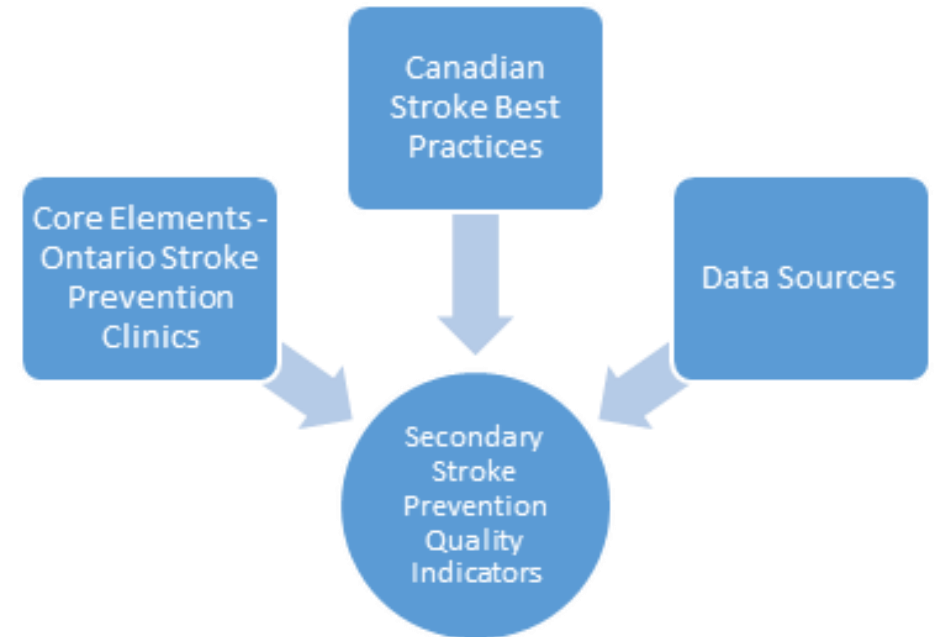 Canadian
Stroke Best
Practices
Core Elements -
Ontario Stroke
Prevention
Clinics
Data Sources
Secondary
Stroke
Prevention
Quality
Indicators